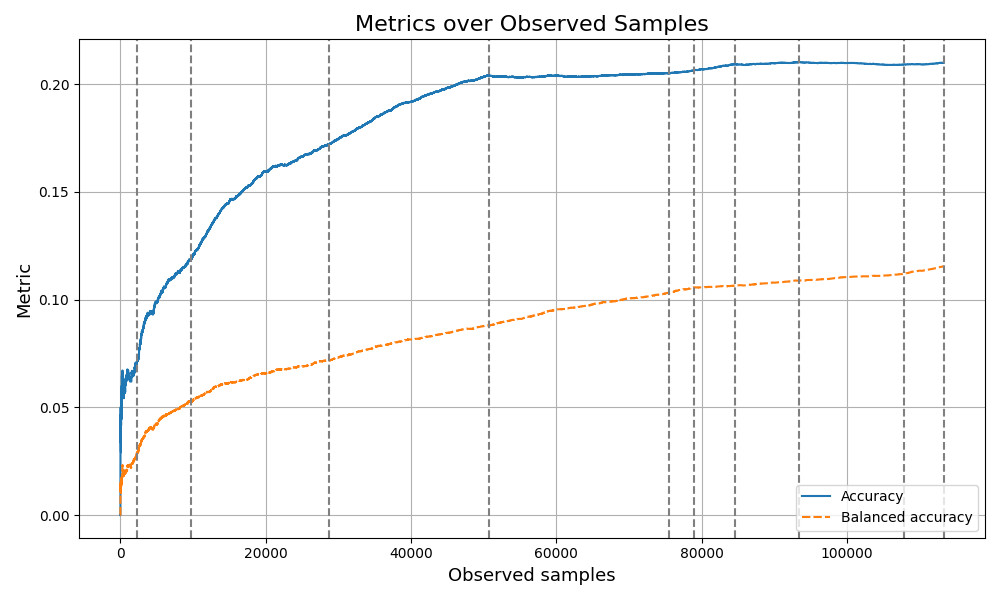 Metrics over Observed Samples
Metric
0.20
0.15
0.10
0.05
0.00
0 20000 40000 60000 80000 100000
Observed samples
Accuracy
Balanced accuracy